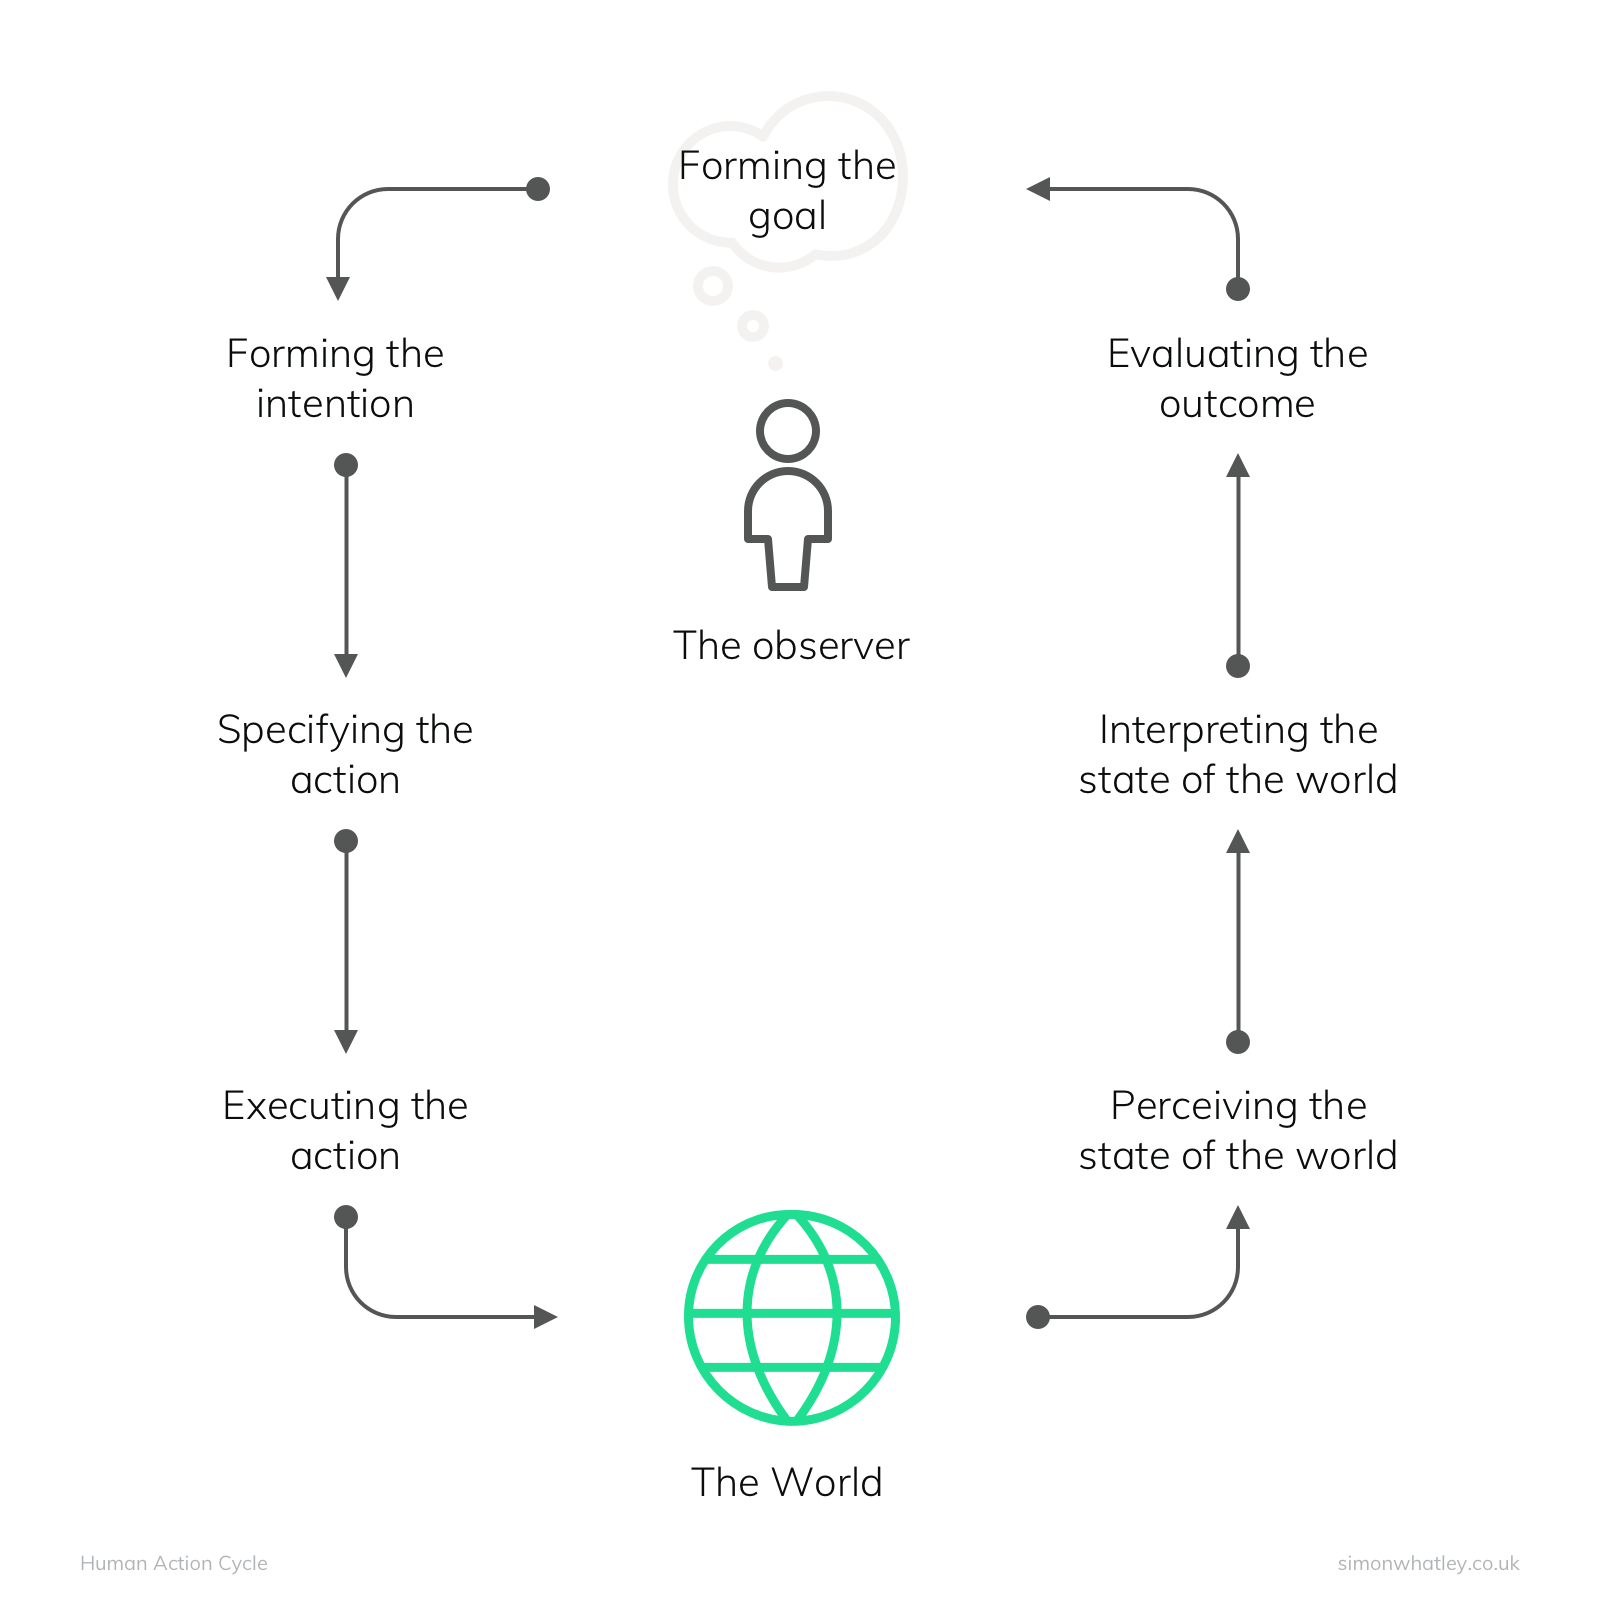 Forming the
goal
Forming the
intention
Evaluating the
outcome
The observer
Specifying the
action
Interpreting the
state of the world
Executing the
action
Perceiving the
state of the world
The World
Human Action Cycle
simonwhatley.co.uk